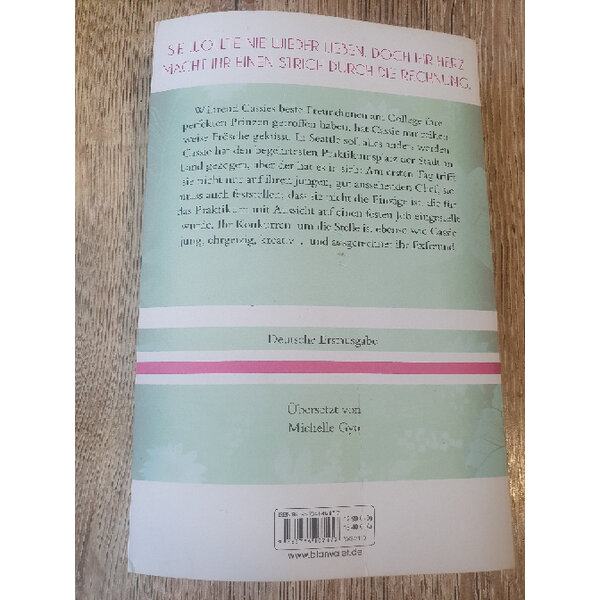 SIE WOLLTE NIE WIEDER LIEBEN. DOCH IHR HERZ
MACHT IHR EINEN STRICH DURCH DIE RECHNUNG.
Während Cassies beste Freundinnen am College ihre
perfekten Prinzen getroffen haben, hat Cassie nur reihen-
weise Frösche geküsst. In Seattle soll alles anders werden.
Cassie hat den begehrtesten Praktikumsplatz der Stadt an
Land gezogen, aber der hat es in sich: Am ersten Tag trifft
sie nicht nur auf ihren jungen, gut aussehenden Chef, sie
muss auch feststellen, dass sie nicht die Einzige ist, die für
das Praktikum mit Aussicht auf einen festen Job eingestellt
wurde. Ihr Konkurrent um die Stelle ist ebenso wie Cassie
jung, ehrgeizig, kreativ ... und ausgerechnet ihr Exfreund!
Deutsche Erstausgabe
Übersetzt von
Michelle Gyo
www.blanvalet.de